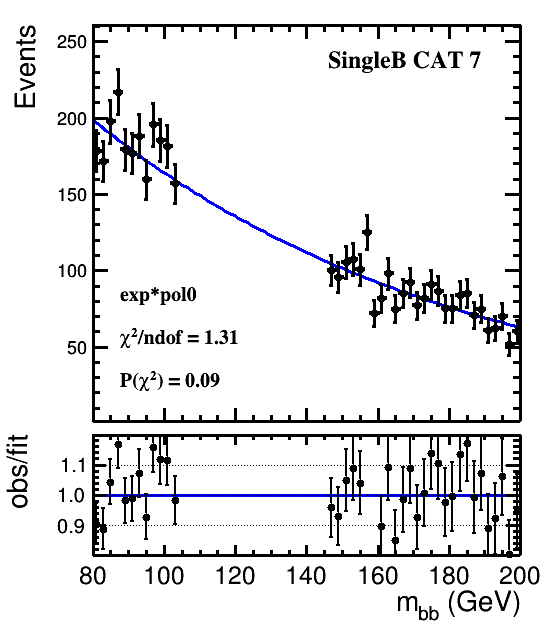 Events
250
200
150
100
50
SingleB CAT 7
exp*pol0
χ²/ndof = 1.31
P(χ²) = 0.09
obs/fit
1.1
1.0
0.9
80 100 120 140 160 180 200
m_bb (GeV)